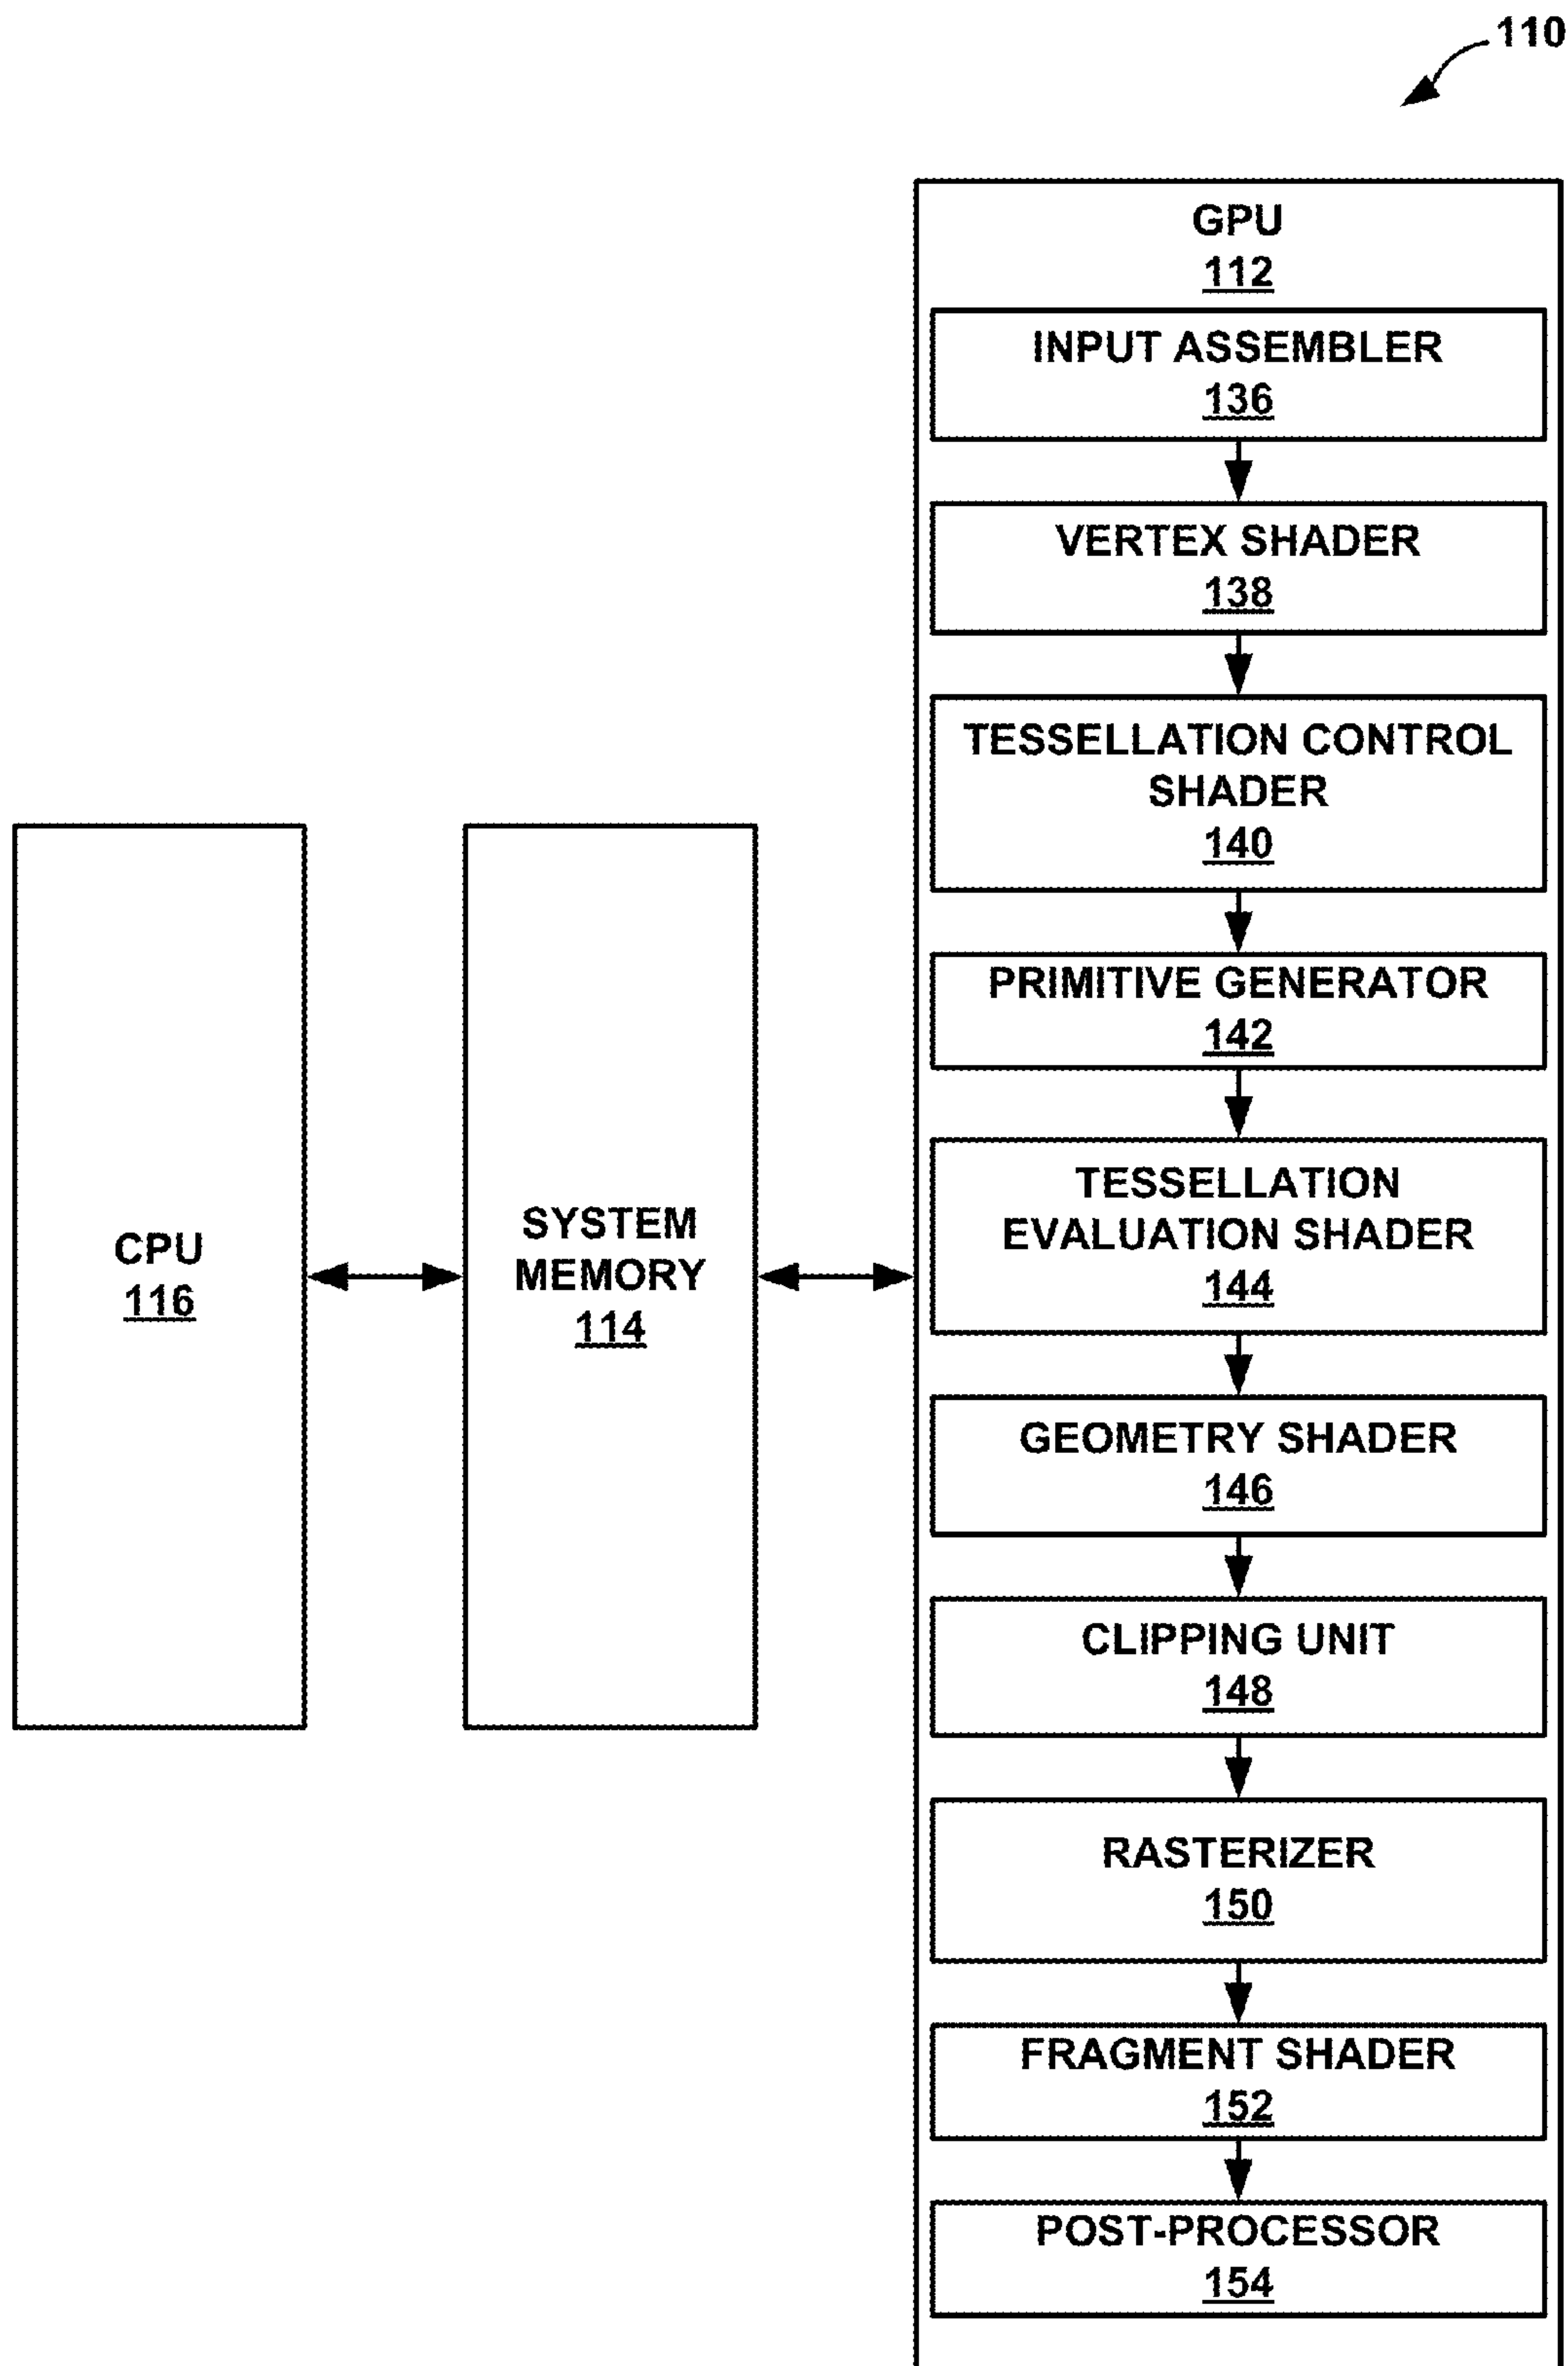 110
GPU
112
INPUT ASSEMBLER
136
VERTEX SHADER
138
TESSELLATION CONTROL
SHADER
140
PRIMITIVE GENERATOR
142
TESSELLATION
EVALUATION SHADER
144
GEOMETRY SHADER
146
CLIPPING UNIT
148
RASTERIZER
150
FRAGMENT SHADER
152
POST-PROCESSOR
154
CPU
116
SYSTEM
MEMORY
114